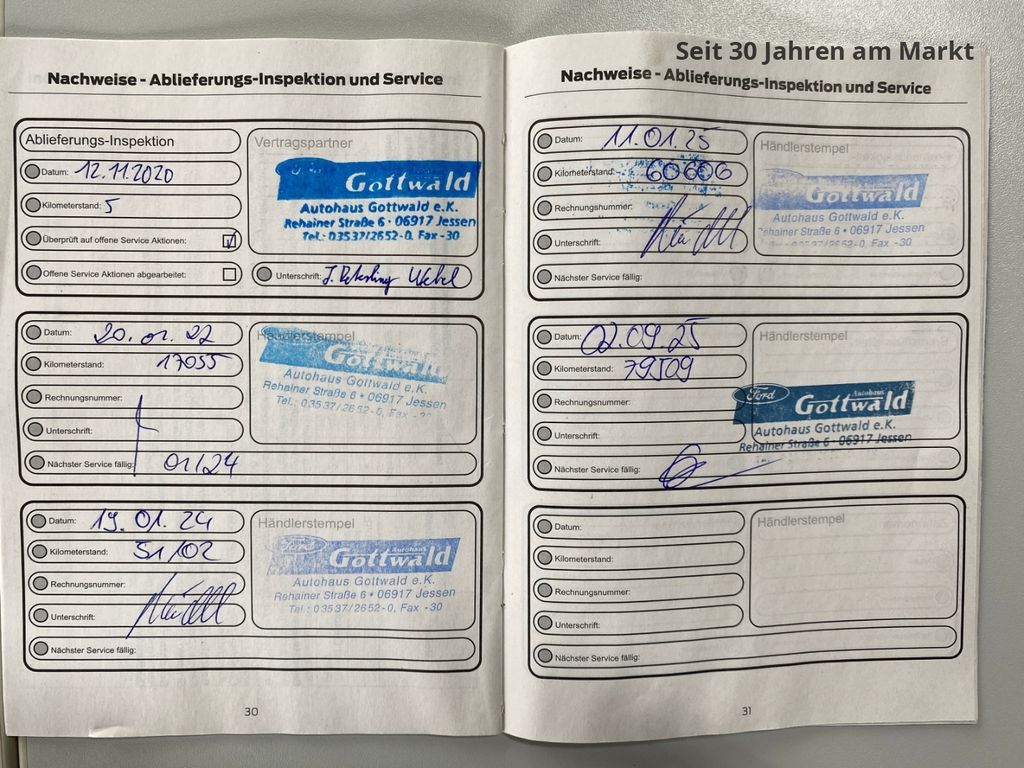 Seit 30 Jahren am Markt
Nachweise - Ablieferungs-Inspektion und Service
Ablieferungs-Inspektion
Datum: 12.11.2020
Kilometerstand: 5
Überprüft auf offene Service Aktionen:
Offene Service Aktionen abgearbeitet:
Vertragspartner
Gottwald
Autohaus Gottwald e.K.
Rehainer Straße 6 · 06917 Jessen
Tel.: 03537/2652-0, Fax -30
Unterschrift:
Datum: 20.01.22
Kilometerstand: 17055
Rechnungsnummer:
Unterschrift:
Nächster Service fällig: 01/24
Händlerstempel
Gottwald
Autohaus Gottwald e.K.
Rehainer Straße 6 · 06917 Jessen
Tel.: 03537/2652-0, Fax
Datum: 19.01.24
Kilometerstand: 51102
Rechnungsnummer:
Unterschrift:
Nächster Service fällig:
Händlerstempel
Ford Autohaus
Gottwald
Autohaus Gottwald e.K.
Rehainer Straße 6 · 06917 Jessen
Tel.: 03537/2652-0, Fax -30
30
Nachweise - Ablieferungs-Inspektion und Service
Datum: 11.01.25
Kilometerstand: 60606
Rechnungsnummer:
Unterschrift:
Nächster Service fällig:
Händlerstempel
Gottwald
Autohaus Gottwald e.K.
Rehainer Straße 6 · 06917 Jessen
Datum: 02.09.25
Kilometerstand: 79509
Rechnungsnummer:
Unterschrift:
Nächster Service fällig:
Händlerstempel
Ford Autohaus
Gottwald
Autohaus Gottwald e.K.
Rehainer Straße 6 · 06917 Jessen
Datum:
Kilometerstand:
Rechnungsnummer:
Unterschrift:
Nächster Service fällig:
Händlerstempel
31